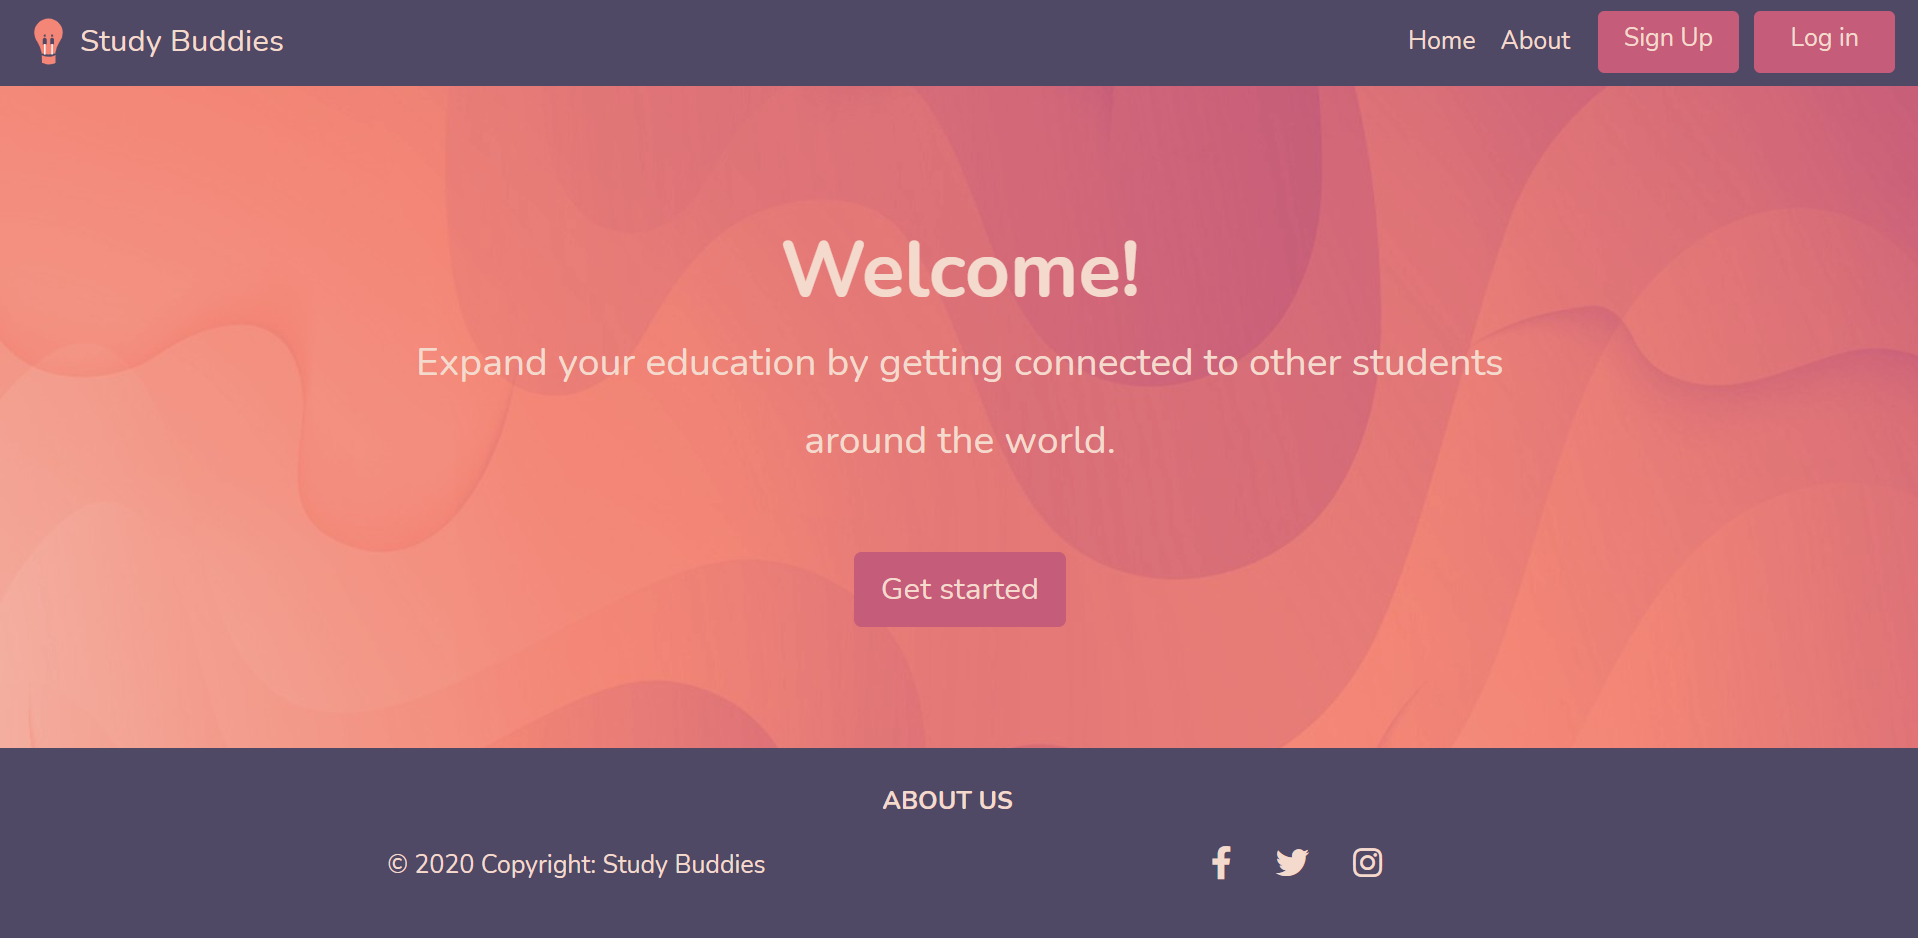 Study Buddies
Home About Sign Up Log in
Welcome!
Expand your education by getting connected to other students
around the world.
Get started
ABOUT US
© 2020 Copyright: Study Buddies